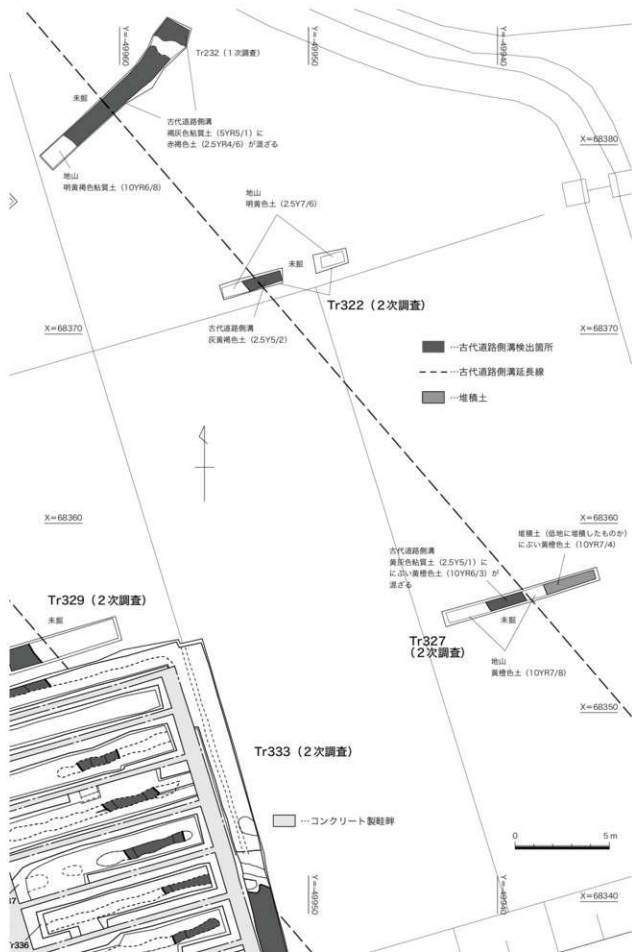 Y=-49960
Y=-49950
Y=-49940
Tr232(1次調査)
未掘
古代道路側溝
褐灰色粘質土(5YR5/1)に
赤褐色土(2.5YR4/6)が混ざる
X=68380
地山
明黄褐色粘質土(10YR6/8)
地山
明黄色土(2.5Y7/6)
未掘
Tr322(2次調査)
X=68370
X=68370
古代道路側溝
灰黄褐色土(2.5Y5/2)
…古代道路側溝検出箇所
…古代道路側溝延長線
…堆積土
X=68360
X=68360
堆積土(低地に堆積したものか)
にぶい黄橙色土(10YR7/4)
古代道路側溝
黄灰色粘質土(2.5Y5/1)に
にぶい黄橙色土(10YR6/3)が
混ざる
未掘
Tr329(2次調査)
未掘
Tr327
(2次調査)
地山
黄橙色土(10YR7/8)
X=68350
Tr333(2次調査)
…コンクリート製畦畔
0
5m
Y=-49950
Y=-49940
X=68340
Tr336